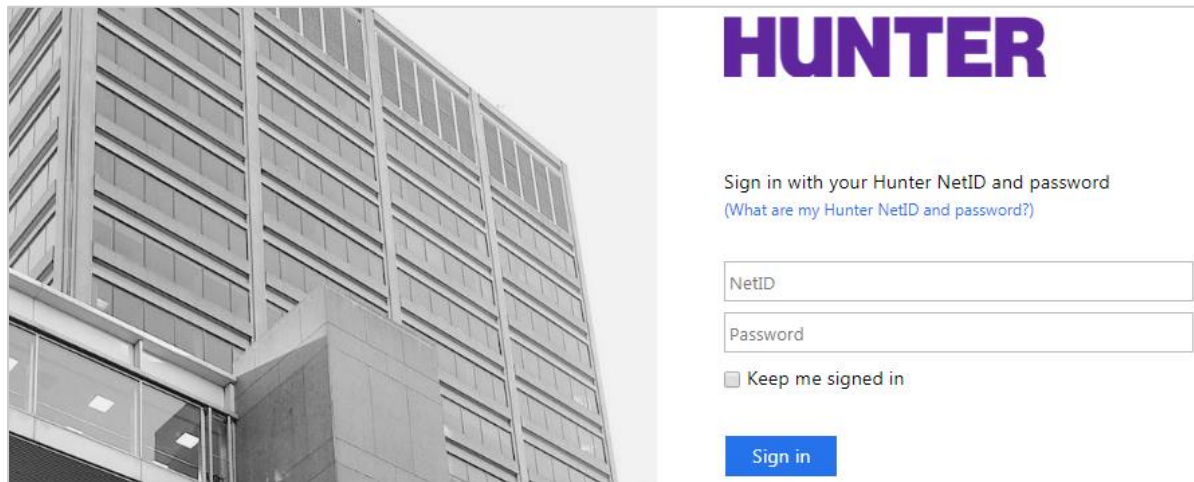 HUNTER
Sign in with your Hunter NetID and password
(What are my Hunter NetID and password?)
NetID
Password
Keep me signed in
Sign in